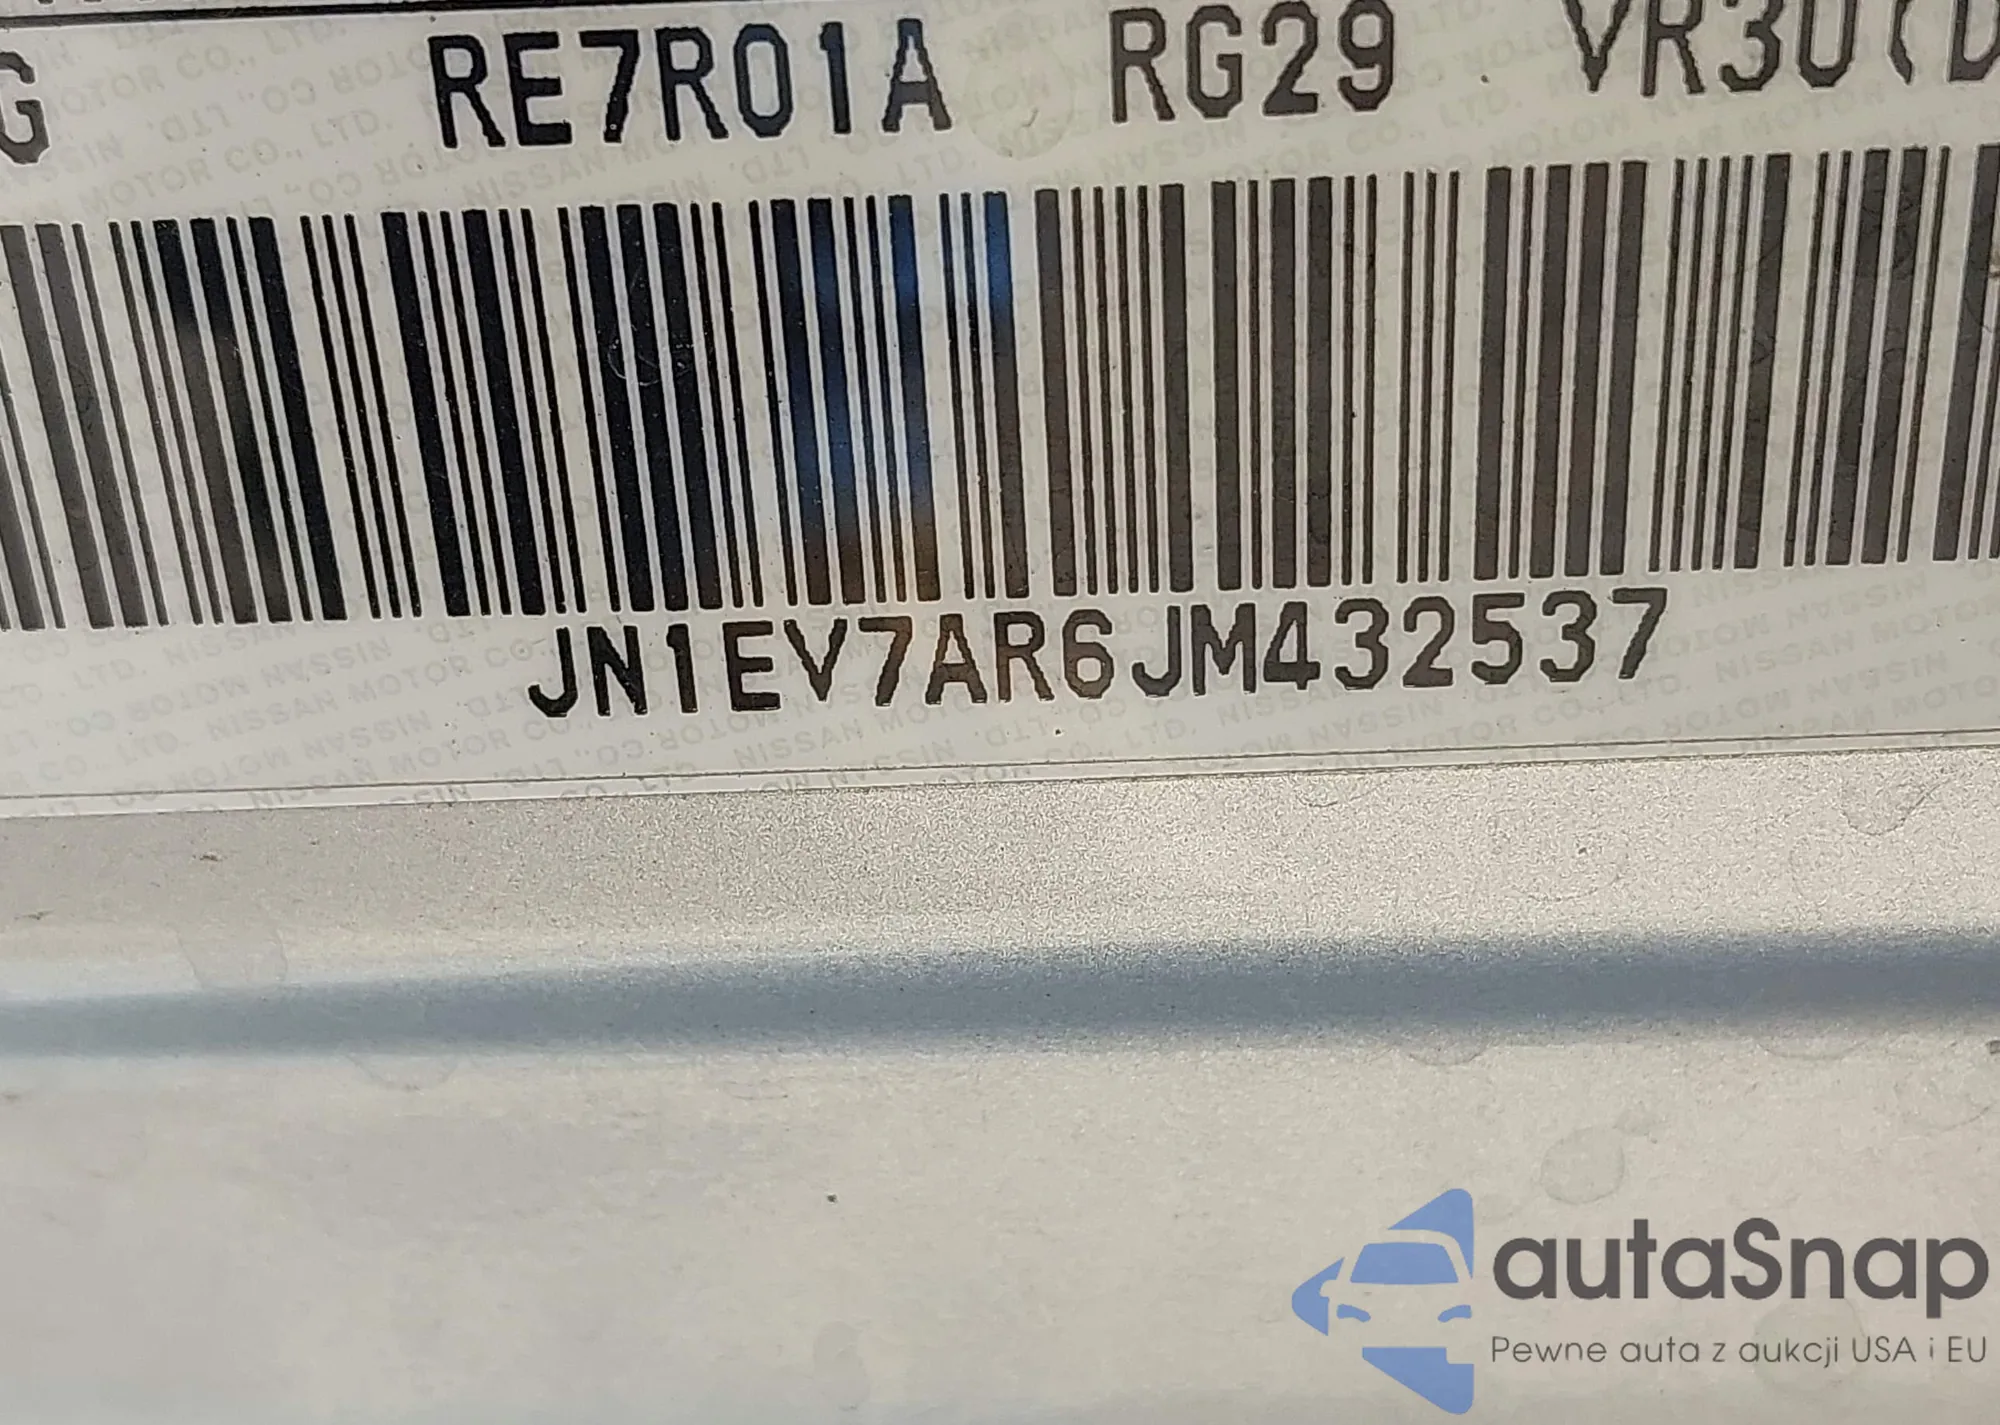 G RE7R01A RG29 VR30(D
JN1EV7AR6JM432537
autaSnap
Pewne auta z aukcji USA i EU